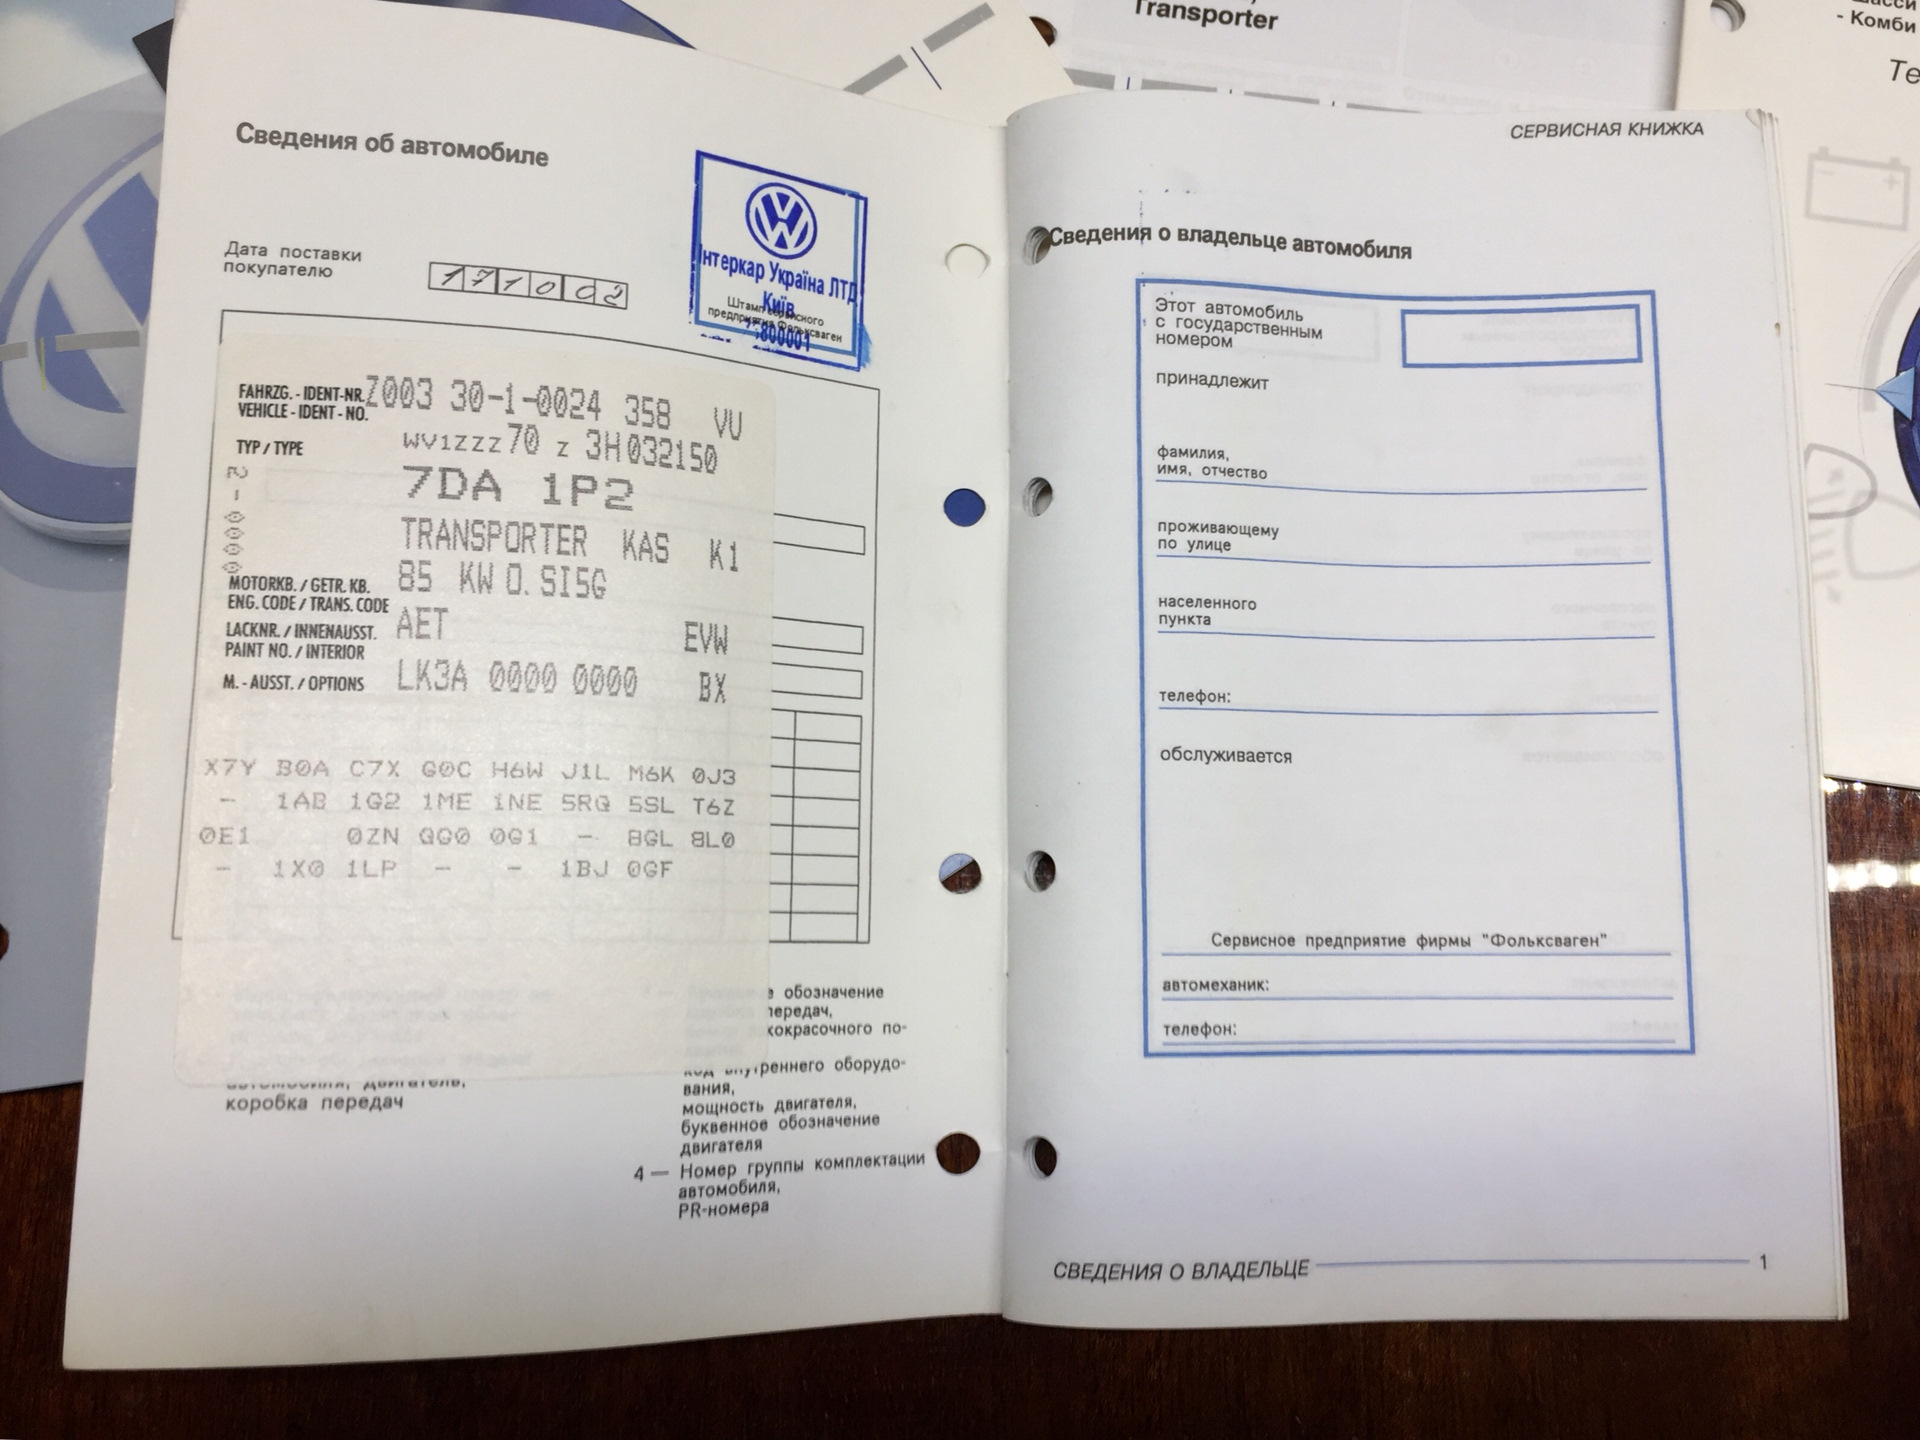 Transporter
- Комби
Сведения об автомобиле
Дата поставки
покупателю
171002
Інтеркар Україна ЛТД
Київ
Штамп сервисного
предприятия Фольксваген
FAHRZG. - IDENT-NR. Z003 30-1-0024 358 VU
VEHICLE - IDENT - NO.
TYP / TYPE WV1ZZZ70 Z 3H032150
7DA 1P2
TRANSPORTER KAS K1
MOTORKB. / GETR. KB. 85 KW O. SI5G
ENG. CODE / TRANS. CODE
LACKNR. / INNENAUSST. AET EVW
PAINT NO. / INTERIOR
M. - AUSST. / OPTIONS LK3A 0000 0000 BX
X7Y B0A C7X G0C H6W J1L M6K 0J3
- 1AB 1G2 1ME 1NE 5RG 5SL T6Z
0E1 0ZN GG0 0G1 - 8GL 8L0
- 1X0 1LP - - 1BJ 0GF
автомобиля, двигатель,
коробка передач
обозначение
передач,
по-
внутреннего оборудо-
вания,
мощность двигателя,
буквенное обозначение
двигателя
4 — Номер группы комплектации
автомобиля,
PR-номера
СЕРВИСНАЯ КНИЖКА
Сведения о владельце автомобиля
Этот автомобиль
с государственным
номером
принадлежит
фамилия,
имя, отчество
проживающему
по улице
населенного
пункта
телефон:
обслуживается
Сервисное предприятие фирмы "Фольксваген"
автомеханик:
телефон:
СВЕДЕНИЯ О ВЛАДЕЛЬЦЕ 1